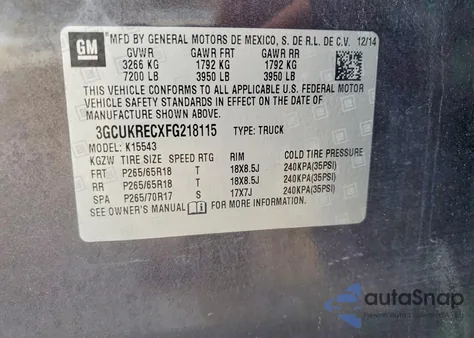 GM
MFD BY GENERAL MOTORS DE MEXICO, S. DE R.L. DE C.V. 12/14
GVWR GAWR FRT GAWR RR
3266 KG 1792 KG 1792 KG
7200 LB 3950 LB 3950 LB
THIS VEHICLE CONFORMS TO ALL APPLICABLE U.S. FEDERAL MOTOR
VEHICLE SAFETY STANDARDS IN EFFECT ON THE DATE OF
MANUFACTURE SHOWN ABOVE.
3GCUKRECXFG218115 TYPE: TRUCK
MODEL: K15543
KGZW TIRE SIZE SPEED RTG RIM COLD TIRE PRESSURE
FRT P265/65R18 T 18X8.5J 240KPA(35PSI)
RR P265/65R18 T 18X8.5J 240KPA(35PSI)
SPA P265/70R17 S 17X7J 240KPA(35PSI)
SEE OWNER'S MANUAL FOR MORE INFORMATION
autaSnap